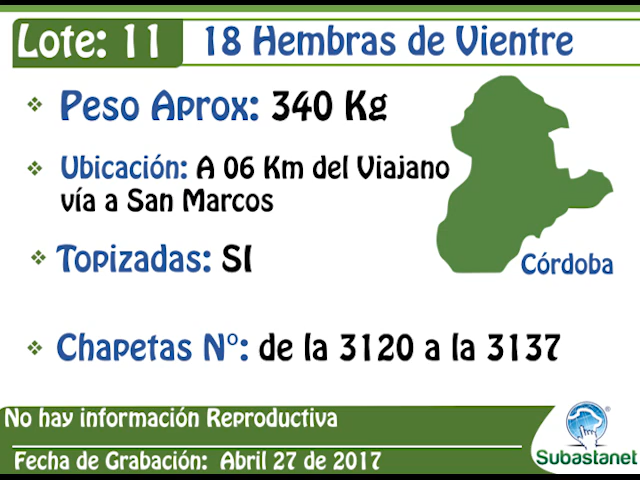 Lote: 11
18 Hembras de Vientre
Peso Aprox: 340 Kg
Ubicación: A 06 Km del Viajano
vía a San Marcos
Topizadas: SI
Córdoba
Chapetas N°: de la 3120 a la 3137
No hay información Reproductiva
Fecha de Grabación: Abril 27 de 2017
®
Subastanet